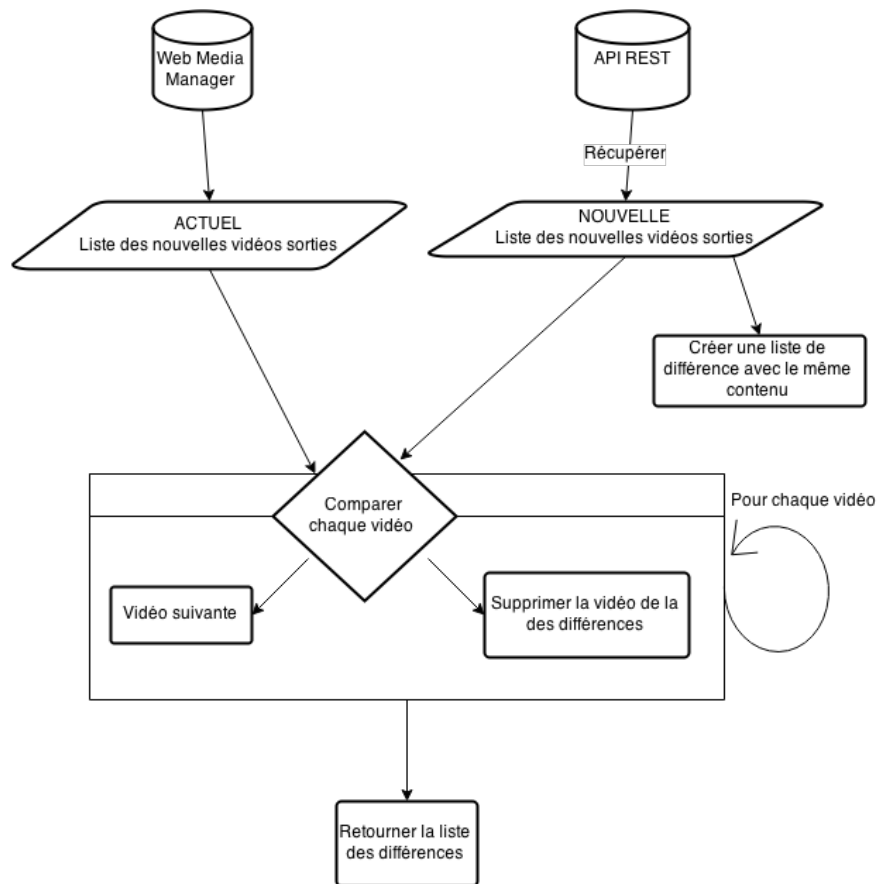 Web Media
Manager
API REST
Récupérer
ACTUEL
Liste des nouvelles vidéos sorties
NOUVELLE
Liste des nouvelles vidéos sorties
Créer une liste de
différence avec le même
contenu
Comparer
chaque vidéo
Pour chaque vidéo
Vidéo suivante
Supprimer la vidéo de la
des différences
Retourner la liste
des différences